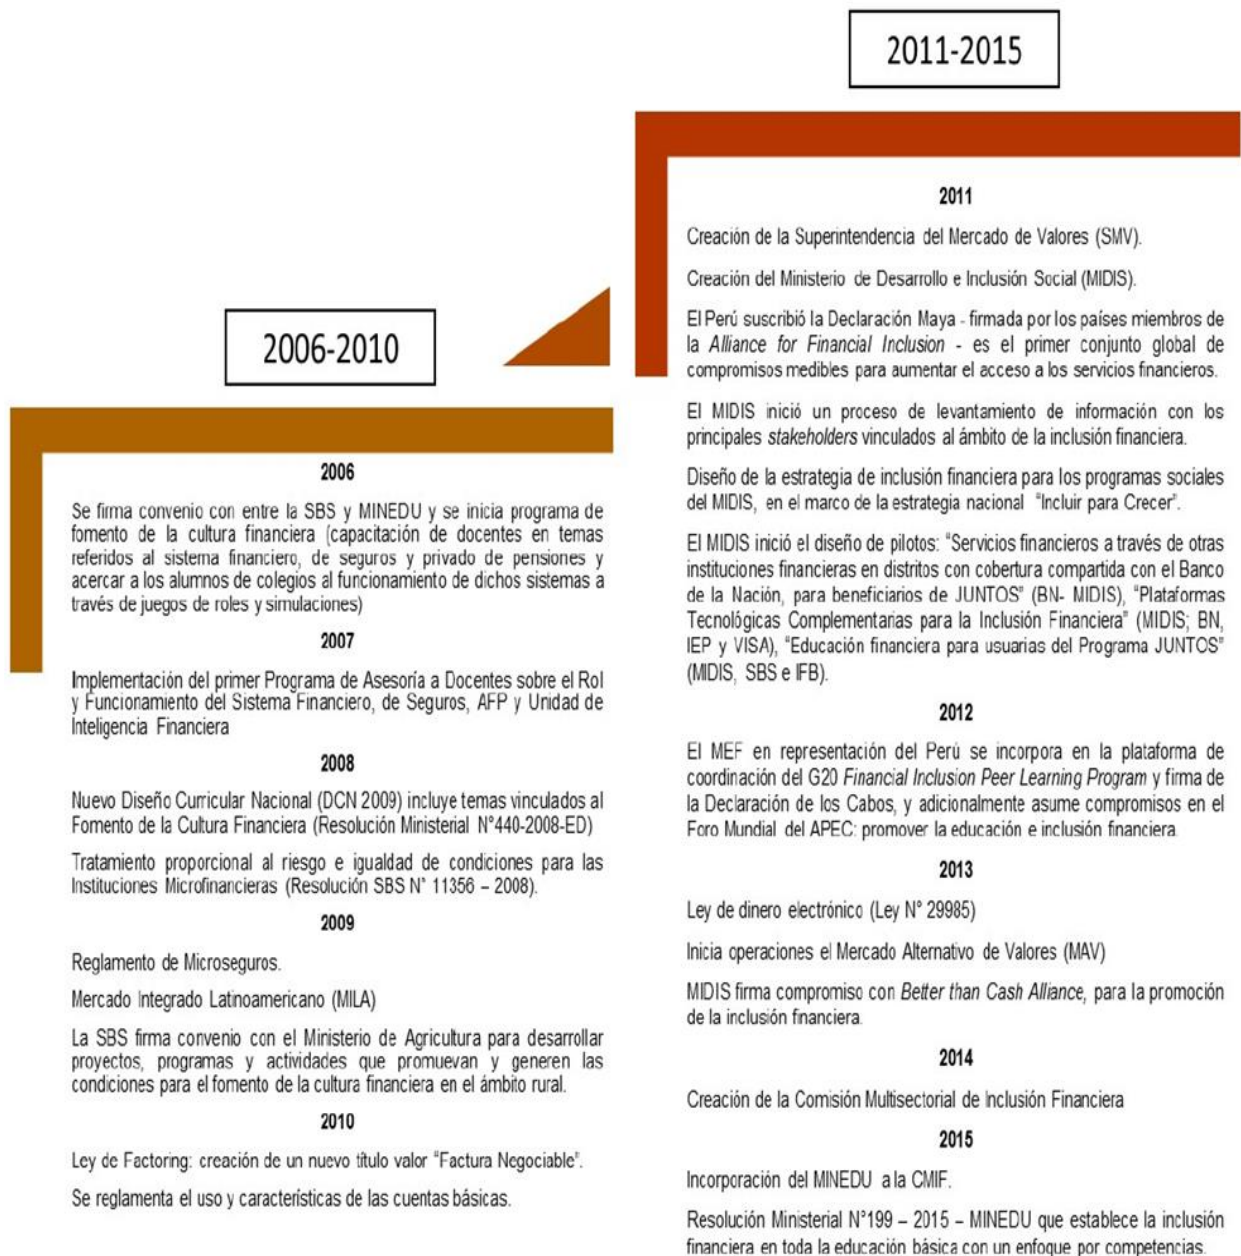 2006-2010
2006
Se firma convenio con entre la SBS y MINEDU y se inicia programa de
fomento de la cultura financiera (capacitación de docentes en temas
referidos al sistema financiero, de seguros y privado de pensiones y
acercar a los alumnos de colegios al funcionamiento de dichos sistemas a
través de juegos de roles y simulaciones)
2007
Implementación del primer Programa de Asesoría a Docentes sobre el Rol
y Funcionamiento del Sistema Financiero, de Seguros, AFP y Unidad de
Inteligencia Financiera
2008
Nuevo Diseño Curricular Nacional (DCN 2009) incluye temas vinculados al
Fomento de la Cultura Financiera (Resolución Ministerial N°440-2008-ED)
Tratamiento proporcional al riesgo e igualdad de condiciones para las
Instituciones Microfinancieras (Resolución SBS N° 11356 – 2008).
2009
Reglamento de Microseguros.
Mercado Integrado Latinoamericano (MILA)
La SBS firma convenio con el Ministerio de Agricultura para desarrollar
proyectos, programas y actividades que promuevan y generen las
condiciones para el fomento de la cultura financiera en el ámbito rural.
2010
Ley de Factoring: creación de un nuevo título valor “Factura Negociable”.
Se reglamenta el uso y características de las cuentas básicas.
2011-2015
2011
Creación de la Superintendencia del Mercado de Valores (SMV).
Creación del Ministerio de Desarrollo e Inclusión Social (MIDIS).
El Perú suscribió la Declaración Maya - firmada por los países miembros de
la Alliance for Financial Inclusion - es el primer conjunto global de
compromisos medibles para aumentar el acceso a los servicios financieros.
El MIDIS inició un proceso de levantamiento de información con los
principales stakeholders vinculados al ámbito de la inclusión financiera.
Diseño de la estrategia de inclusión financiera para los programas sociales
del MIDIS, en el marco de la estrategia nacional “Incluir para Crecer”.
El MIDIS inició el diseño de pilotos: “Servicios financieros a través de otras
instituciones financieras en distritos con cobertura compartida con el Banco
de la Nación, para beneficiarios de JUNTOS” (BN- MIDIS), “Plataformas
Tecnológicas Complementarias para la Inclusión Financiera” (MIDIS; BN,
IEP y VISA), “Educación financiera para usuarias del Programa JUNTOS”
(MIDIS, SBS e IFB).
2012
El MEF en representación del Perú se incorpora en la plataforma de
coordinación del G20 Financial Inclusion Peer Learning Program y firma de
la Declaración de los Cabos, y adicionalmente asume compromisos en el
Foro Mundial del APEC: promover la educación e inclusión financiera.
2013
Ley de dinero electrónico (Ley N° 29985)
Inicia operaciones el Mercado Alternativo de Valores (MAV)
MIDIS firma compromiso con Better than Cash Alliance, para la promoción
de la inclusión financiera.
2014
Creación de la Comisión Multisectorial de Inclusión Financiera
2015
Incorporación del MINEDU a la CMIF.
Resolución Ministerial N°199 – 2015 – MINEDU que establece la inclusión
financiera en toda la educación básica con un enfoque por competencias.